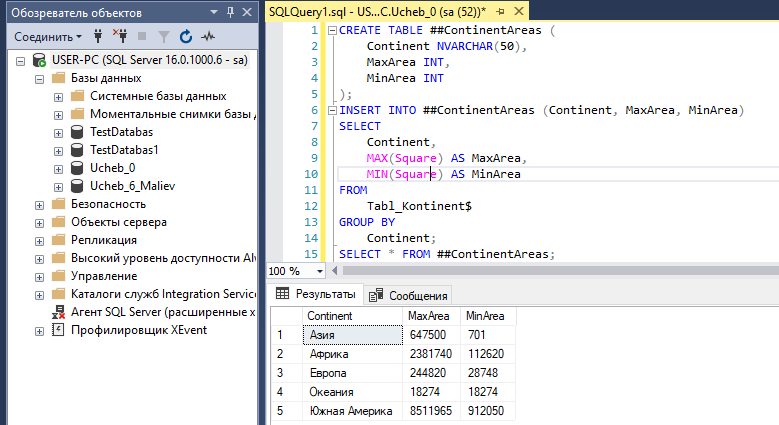 Обозреватель объектов
Соединить
USER-PC (SQL Server 16.0.1000.6 - sa)
Базы данных
Системные базы данных
Моментальные снимки базы
TestDatabas
TestDatabas1
Ucheb_0
Ucheb_6_Maliev
Безопасность
Объекты сервера
Репликация
Высокий уровень доступности
Управление
Каталоги служб Integration Service
Агент SQL Server (расширенные
Профилировщик XEvent
SQLQuery1.sql - US...C.Ucheb_0 (sa (52))*
1 CREATE TABLE ##ContinentAreas (
2 Continent NVARCHAR(50),
3 MaxArea INT,
4 MinArea INT
5 );
6 INSERT INTO ##ContinentAreas (Continent, MaxArea, MinArea)
7 SELECT
8 Continent,
9 MAX(Square) AS MaxArea,
10 MIN(Square) AS MinArea
11 FROM
12 Tabl_Kontinent$
13 GROUP BY
14 Continent;
15 SELECT * FROM ##ContinentAreas;
100 %
Результаты Сообщения
Continent MaxArea MinArea
1 Азия 647500 701
2 Африка 2381740 112620
3 Европа 244820 28748
4 Океания 18274 18274
5 Южная Америка 8511965 912050